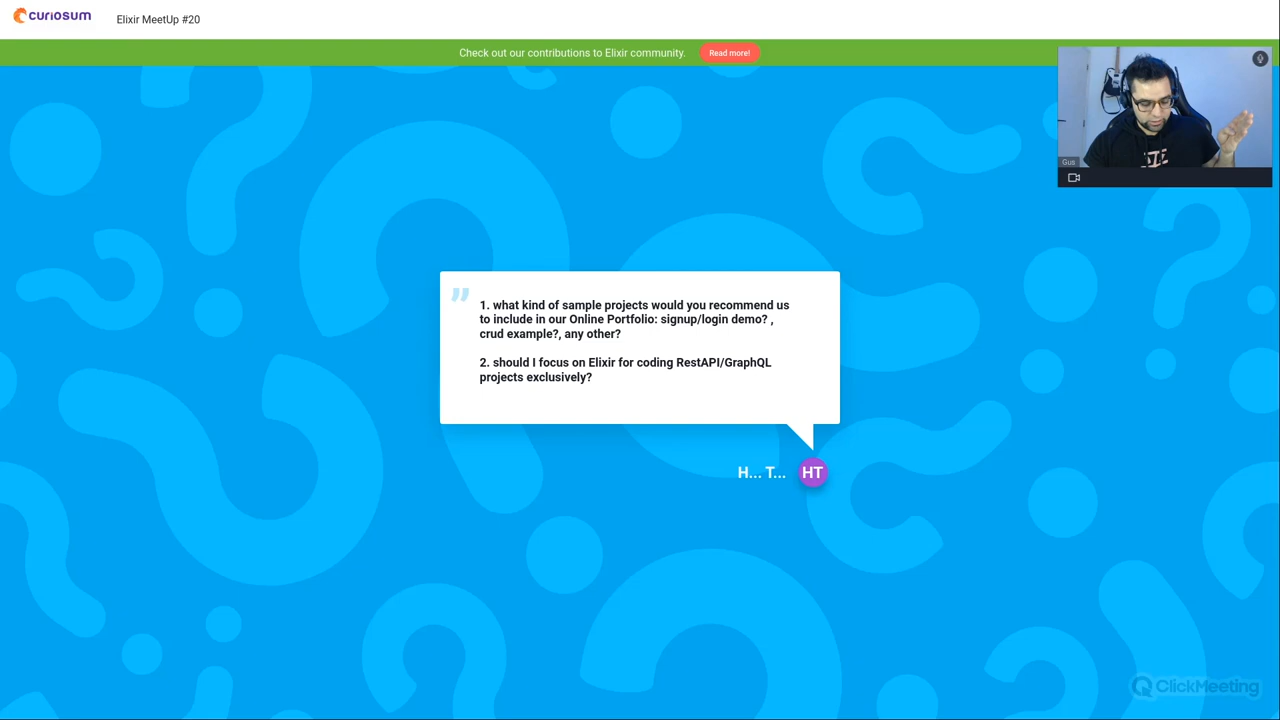 curiosum
Elixir MeetUp #20
Check out our contributions to Elixir community.
Read more!
Gus
1. what kind of sample projects would you recommend us
to include in our Online Portfolio: signup/login demo? ,
crud example?, any other?
2. should I focus on Elixir for coding RestAPI/GraphQL
projects exclusively?
H... T...
HT
ClickMeeting